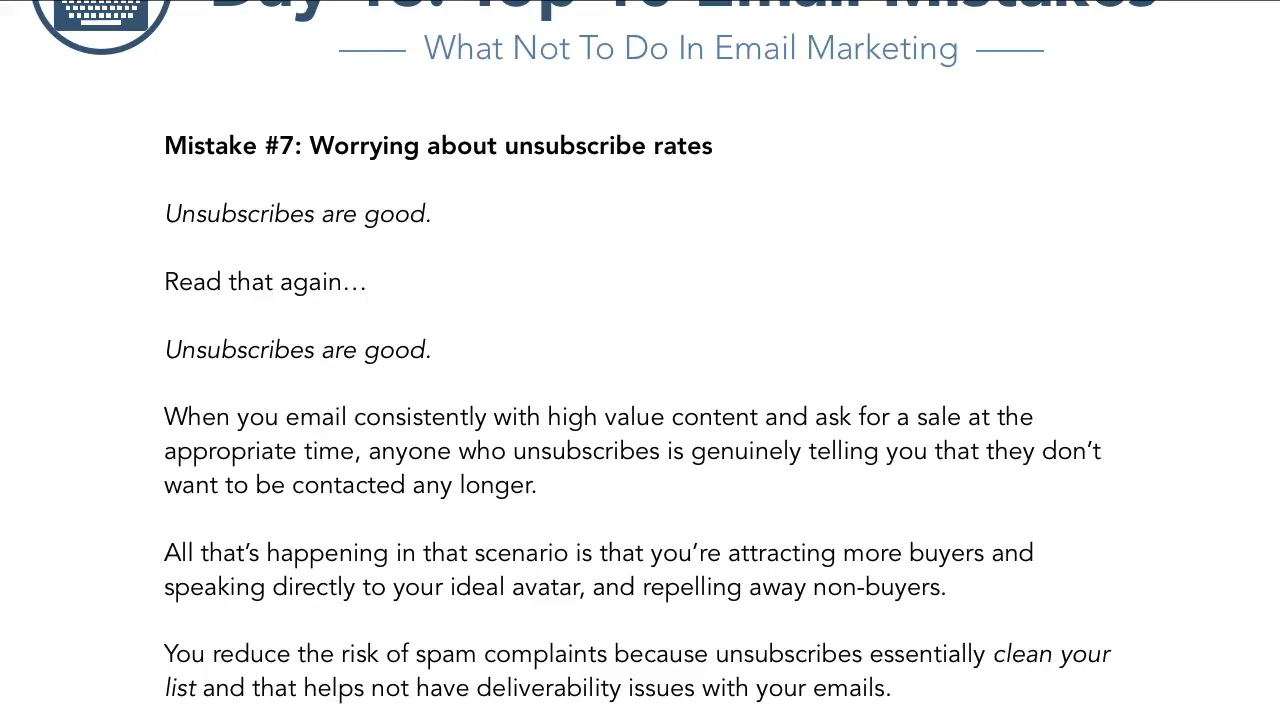 Top 10 Email Mistakes
What Not To Do In Email Marketing
Mistake #7: Worrying about unsubscribe rates
Unsubscribes are good.
Read that again…
Unsubscribes are good.
When you email consistently with high value content and ask for a sale at the
appropriate time, anyone who unsubscribes is genuinely telling you that they don’t
want to be contacted any longer.
All that’s happening in that scenario is that you’re attracting more buyers and
speaking directly to your ideal avatar, and repelling away non-buyers.
You reduce the risk of spam complaints because unsubscribes essentially clean your
list and that helps not have deliverability issues with your emails.